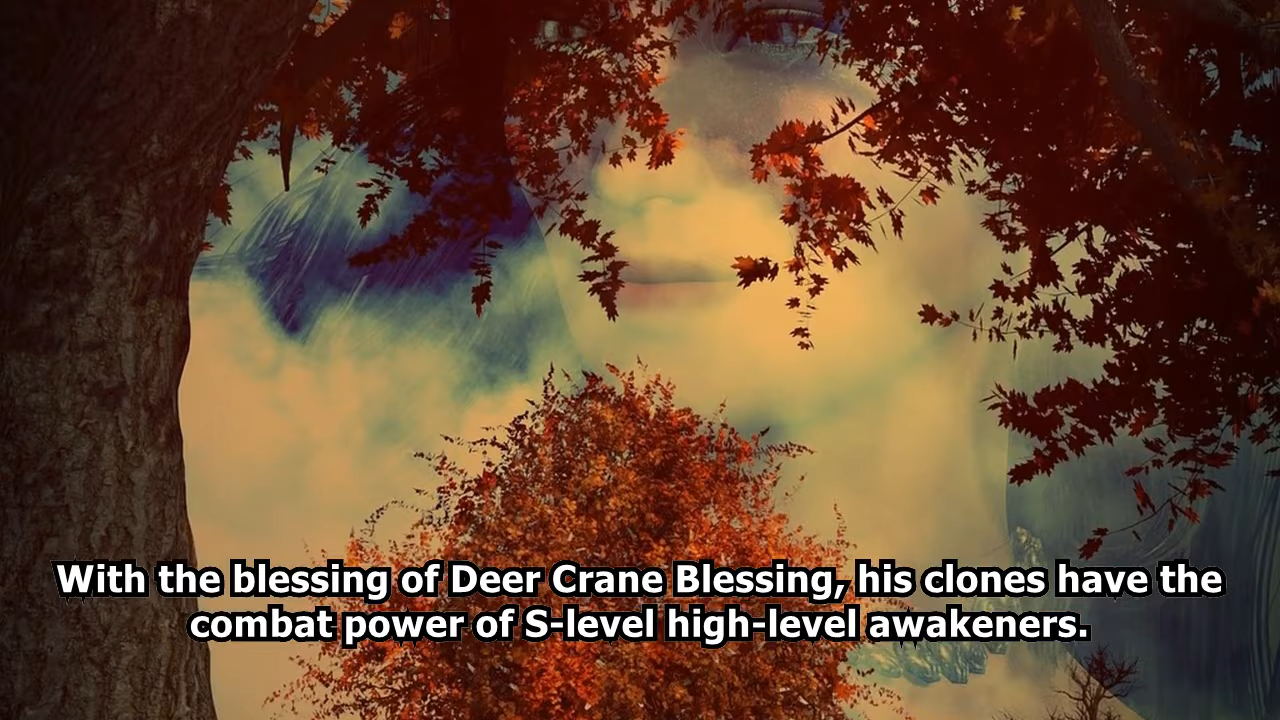 With the blessing of Deer Crane Blessing, his clones have the
combat power of S-level high-level awakeners.